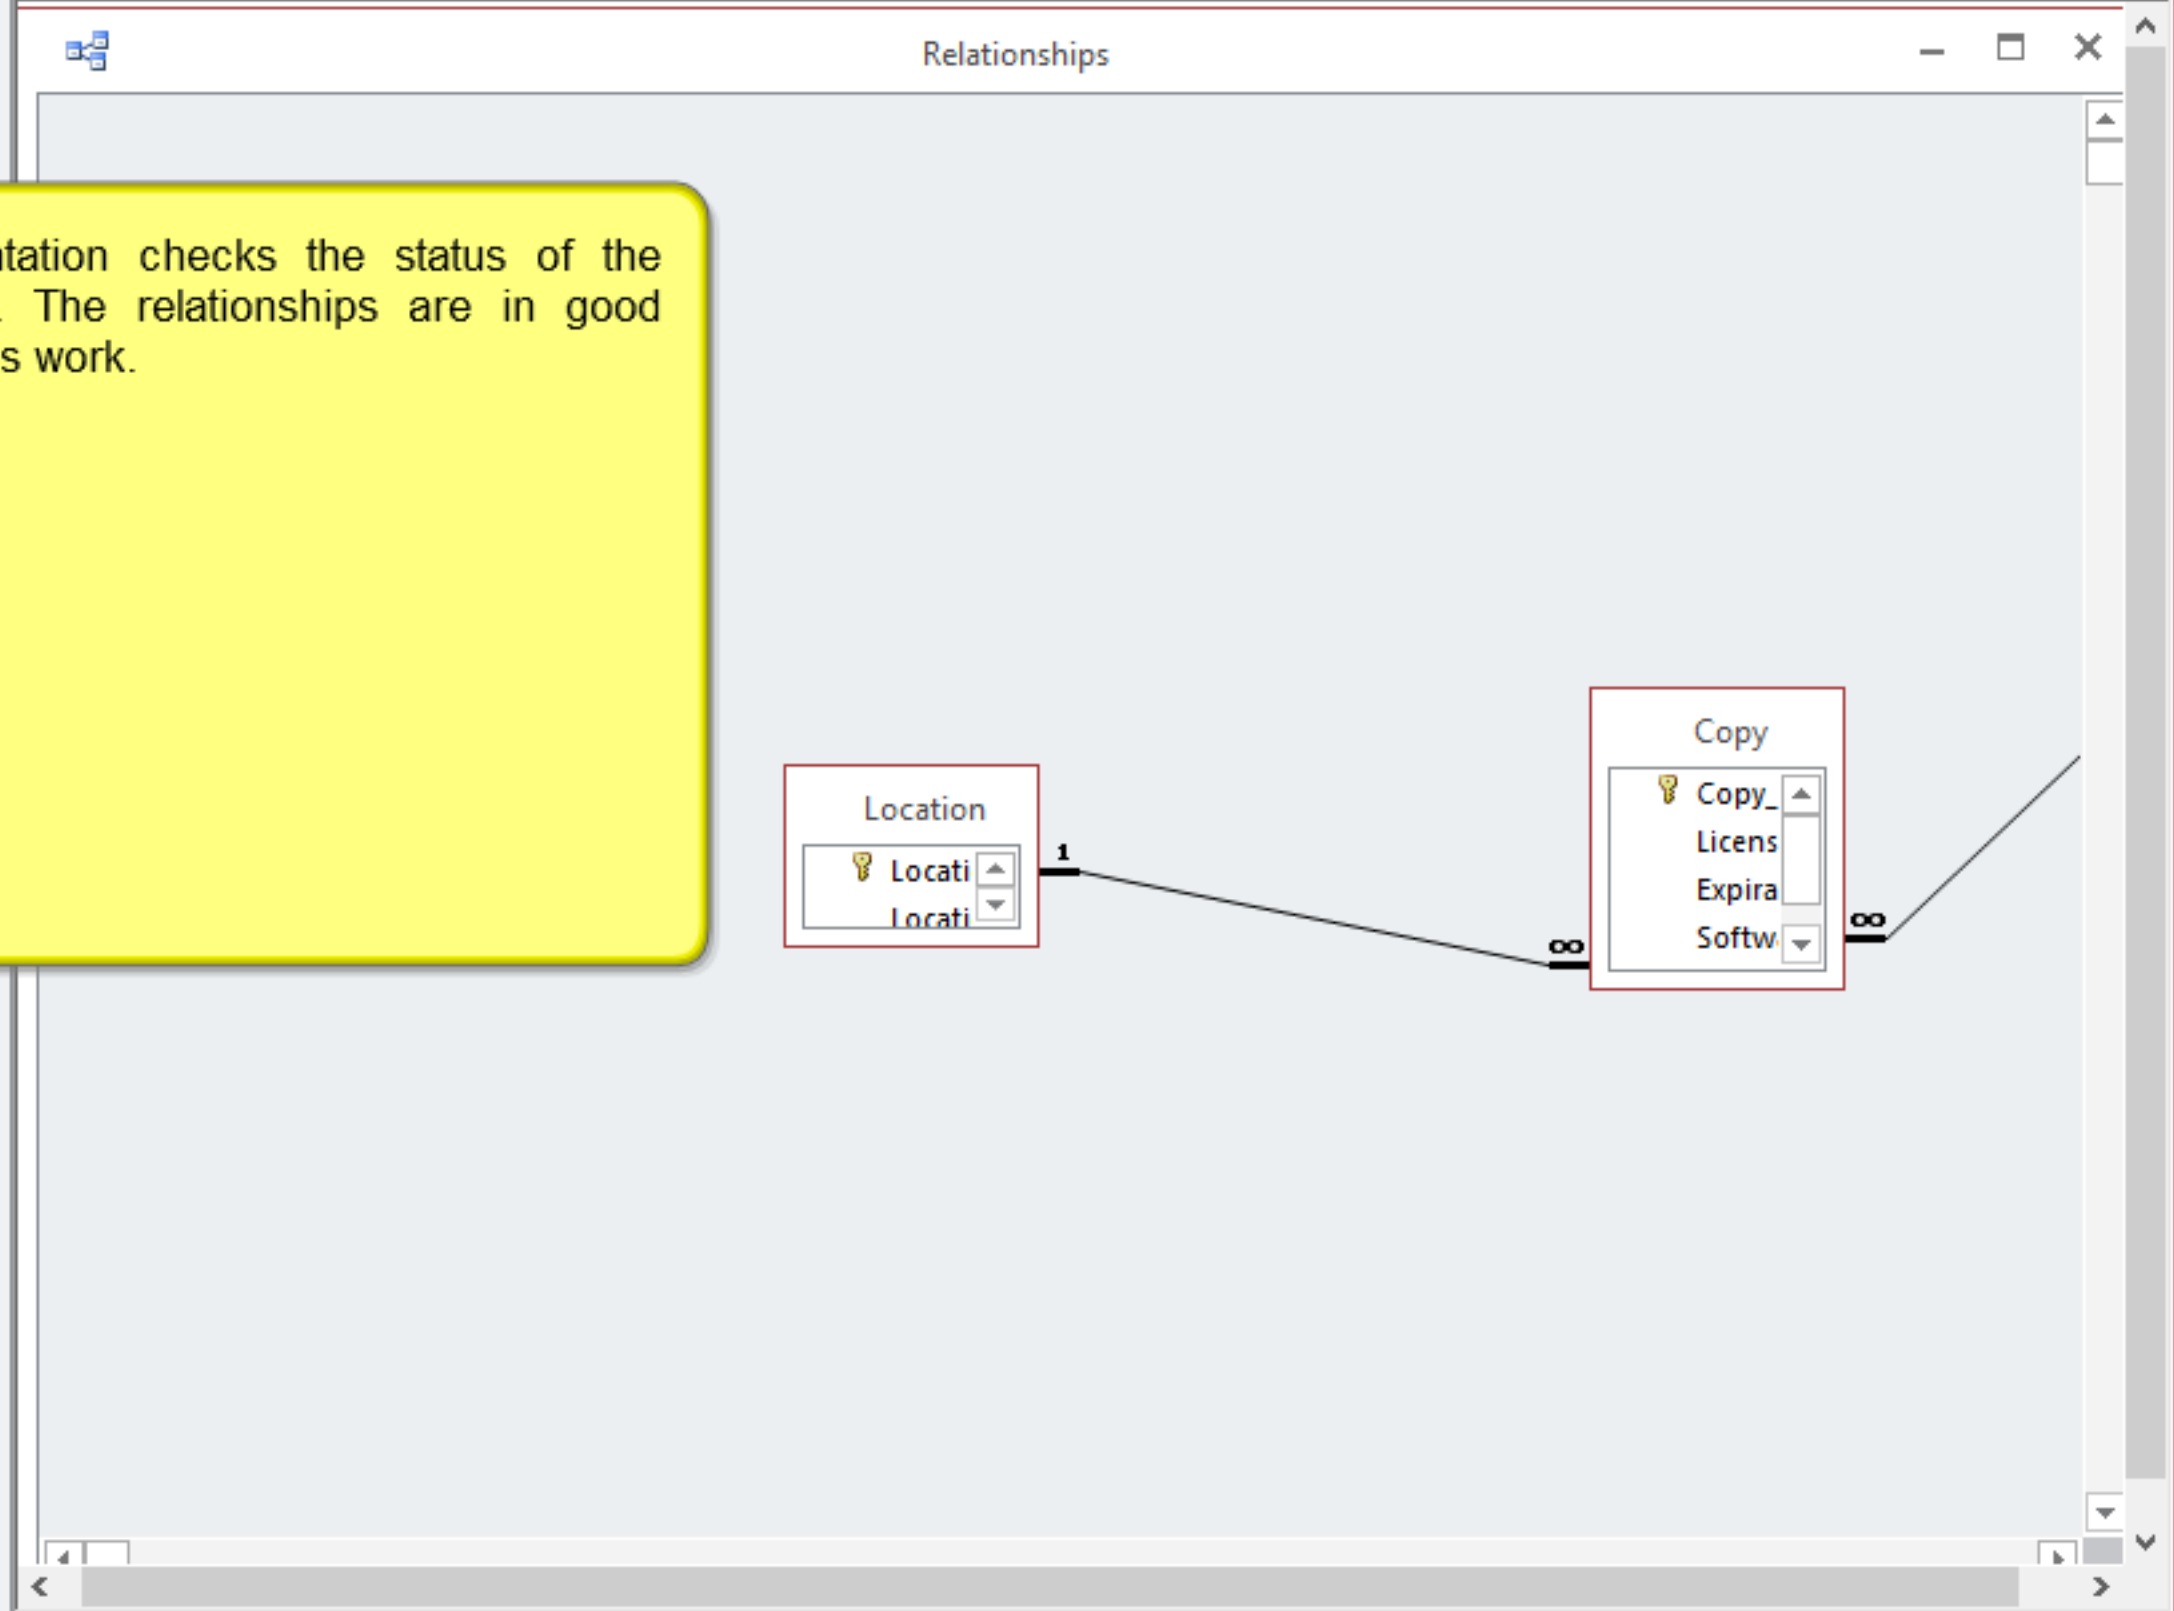 Relationships
checks the status of the
. The relationships are in good
s work.
Location
Locati
Locati
1
∞
Copy
Copy_
Licens
Expira
Softw
∞